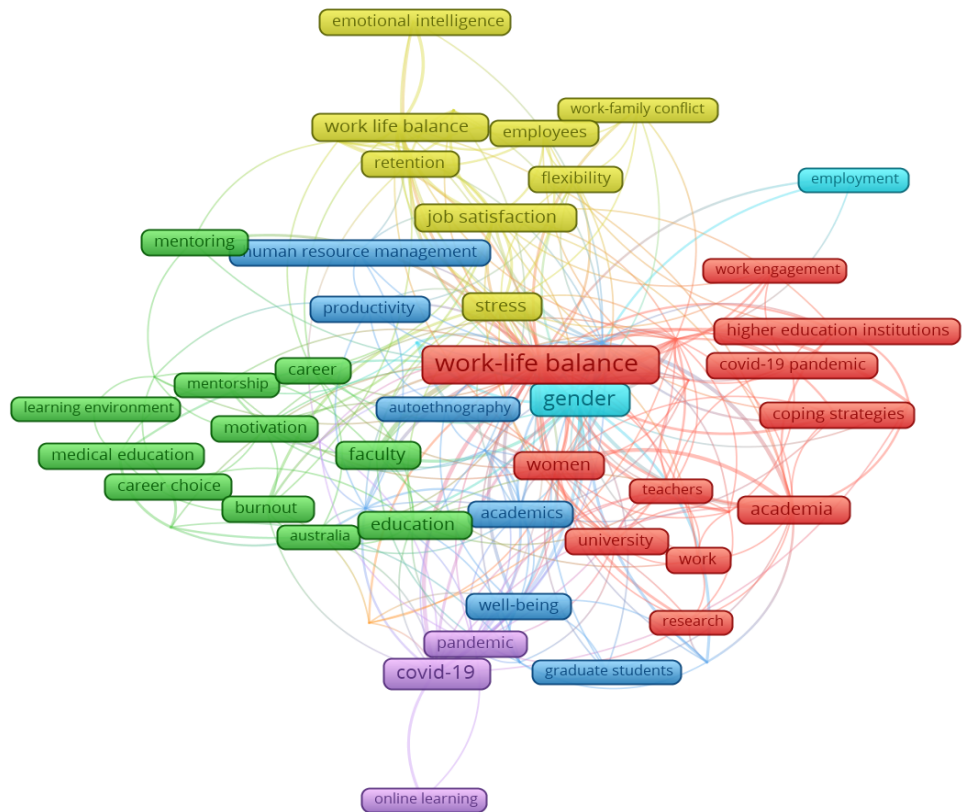 emotional intelligence
work-family conflict
work life balance
employees
retention
flexibility
employment
job satisfaction
mentoring
human resource management
work engagement
stress
productivity
higher education institutions
work-life balance
covid-19 pandemic
career
mentorship
gender
learning environment
autoethnography
coping strategies
motivation
faculty
medical education
women
career choice
teachers
burnout
academia
academics
education
australia
university
work
well-being
research
pandemic
covid-19
graduate students
online learning